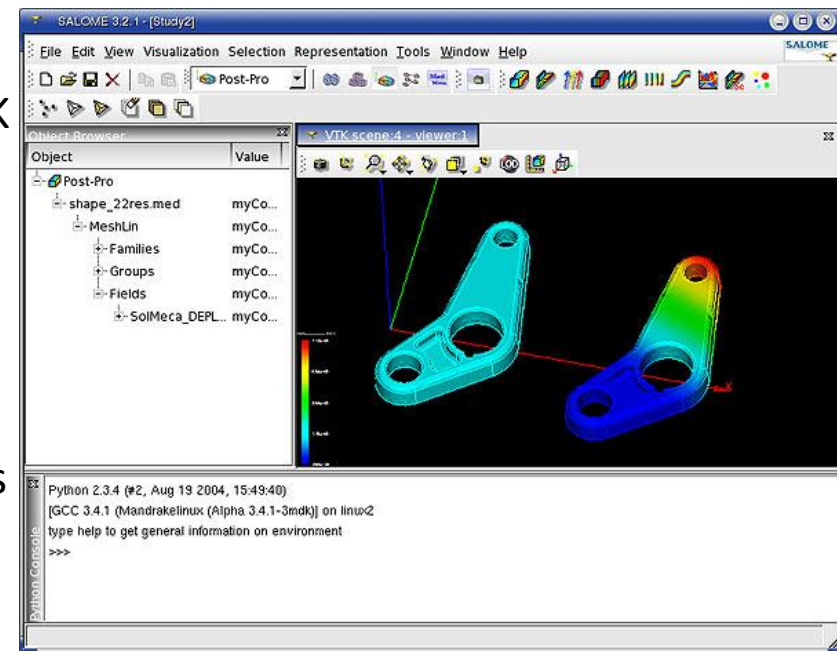 SALOME 3.2.1 - [Study2]
File Edit View Visualization Selection Representation Tools Window Help
SALOME
Post-Pro
K
Object Browser
VTK scene:4 - viewer:1
Object Value
Post-Pro
shape_22res.med myCo...
MeshLin myCo...
Families myCo...
Groups myCo...
Fields myCo...
SolMeca_DEPL... myCo...
X
s
Python 2.3.4 (#2, Aug 19 2004, 15:49:40)
[GCC 3.4.1 (Mandrakelinux (Alpha 3.4.1-3mdk)] on linux2
type help to get general information on environment
>>>
Python Console